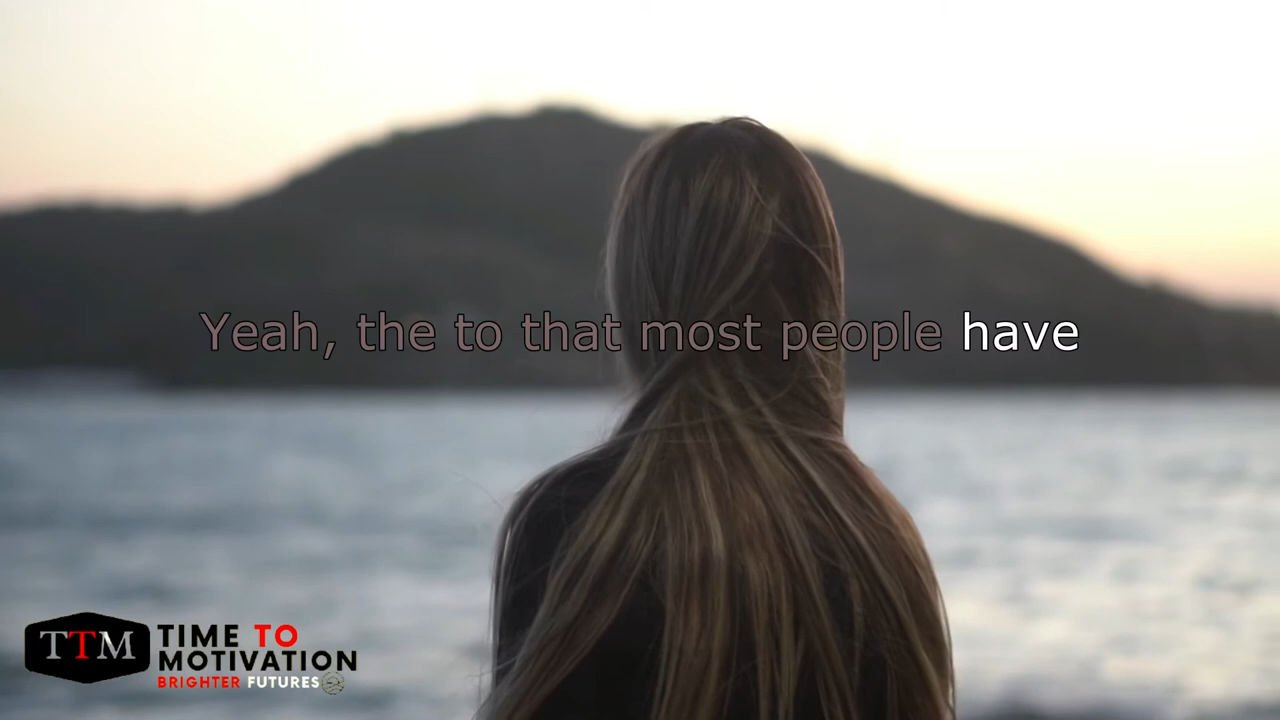 Yeah, the to that most people have
TTM
TIME TO
MOTIVATION
BRIGHTER FUTURES